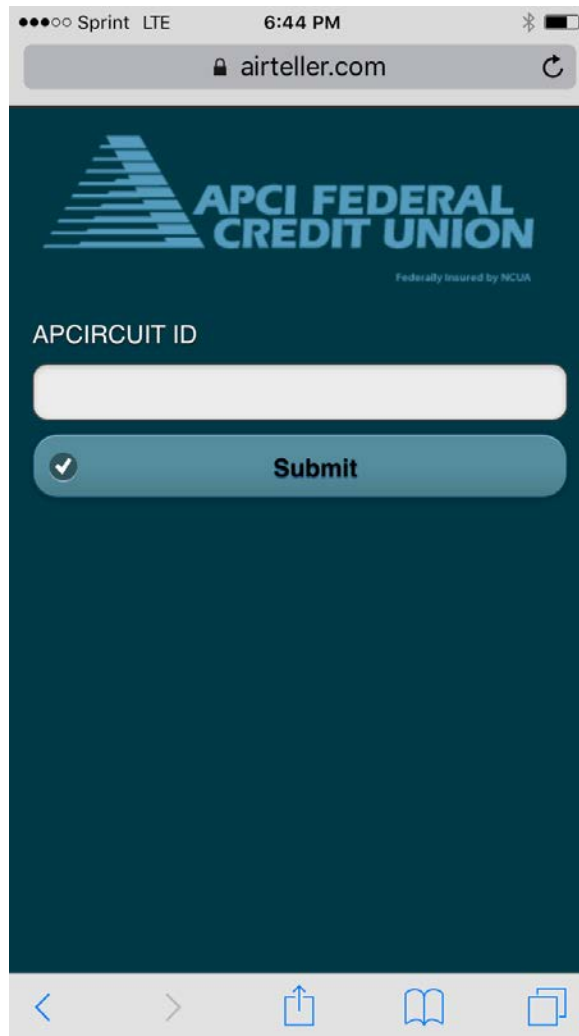 Sprint LTE 6:44 PM
airteller.com
APCI FEDERAL
CREDIT UNION
Federally Insured by NCUA
APCIRCUIT ID
Submit